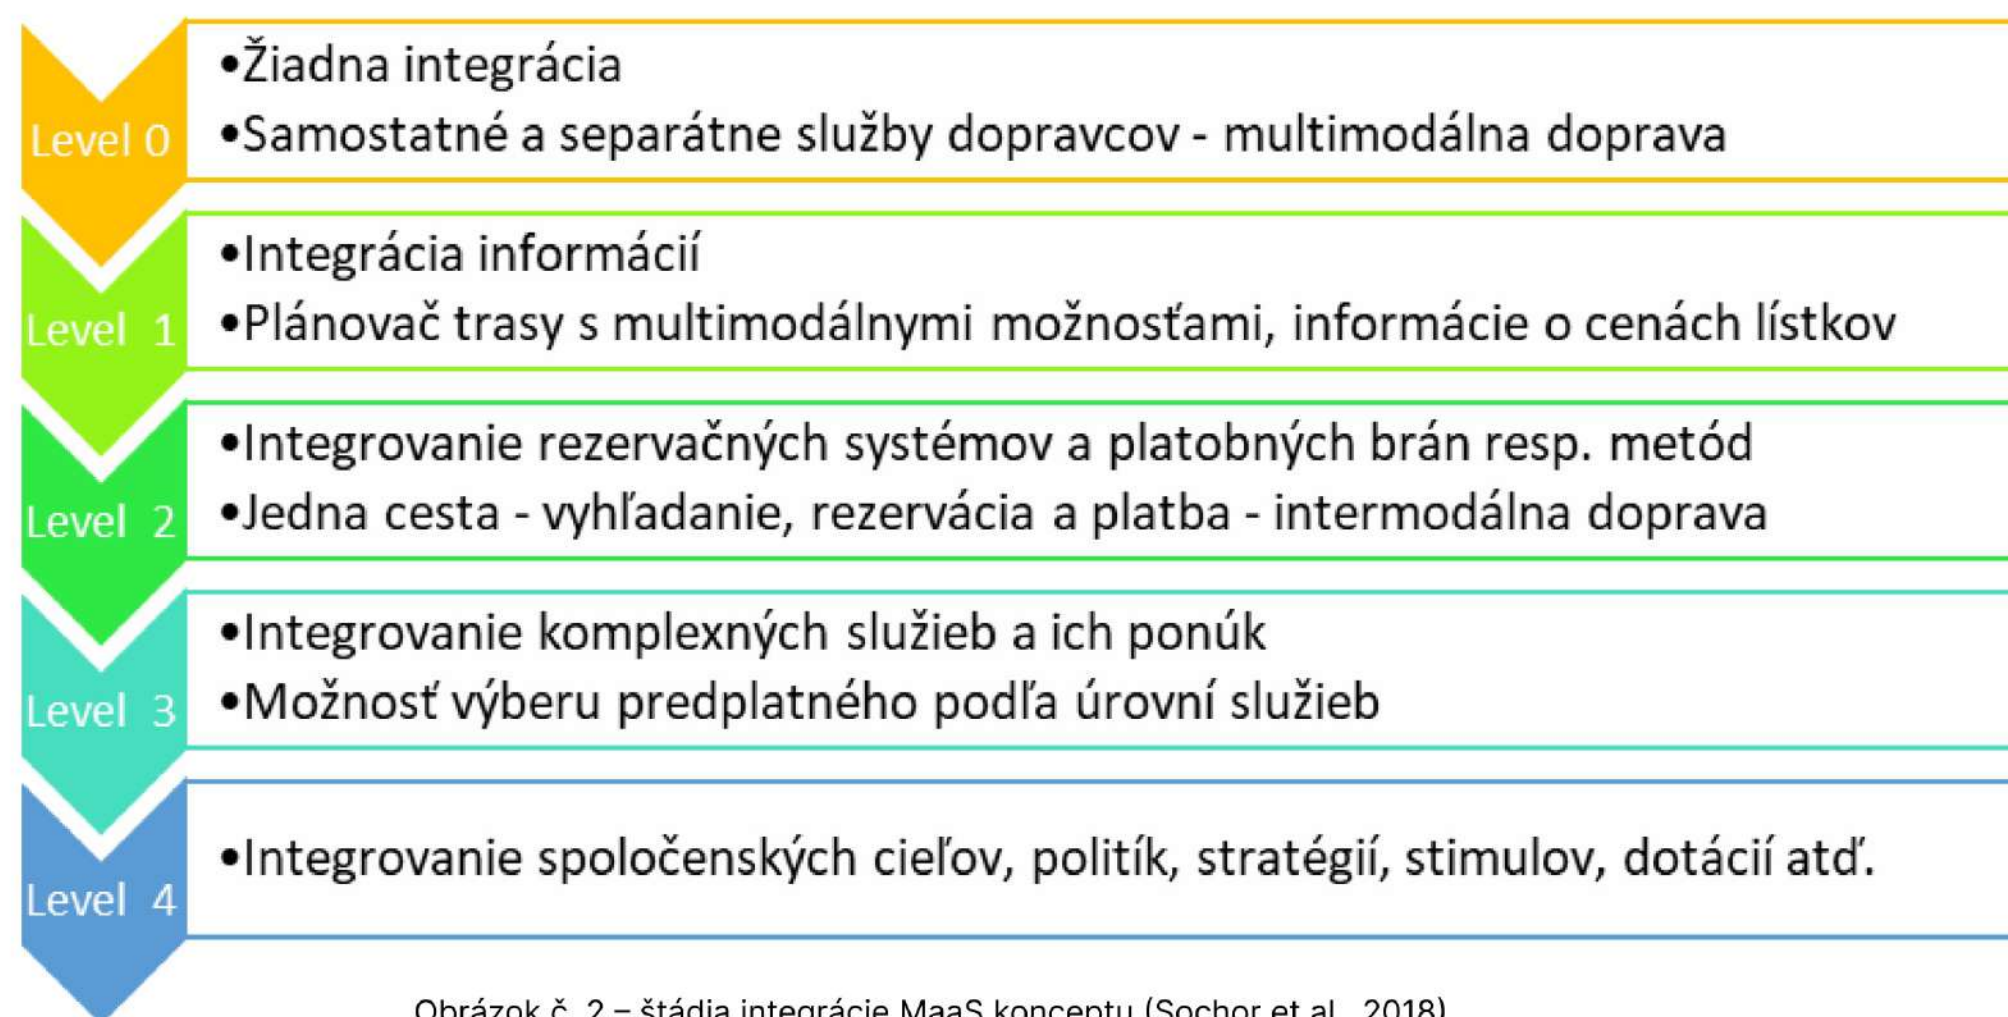 Level 0
•Žiadna integrácia
•Samostatné a separátne služby dopravcov - multimodálna doprava
Level 1
•Integrácia informácií
•Plánovač trasy s multimodálnymi možnosťami, informácie o cenách lístkov
Level 2
•Integrovanie rezervačných systémov a platobných brán resp. metód
•Jedna cesta - vyhľadanie, rezervácia a platba - intermodálna doprava
Level 3
•Integrovanie komplexných služieb a ich ponúk
•Možnosť výberu predplatného podľa úrovní služieb
Level 4
•Integrovanie spoločenských cieľov, politík, stratégií, stimulov, dotácií atď.
Obrázok č. 2 – štádia integrácie MaaS konceptu (Sochor et al., 2018)